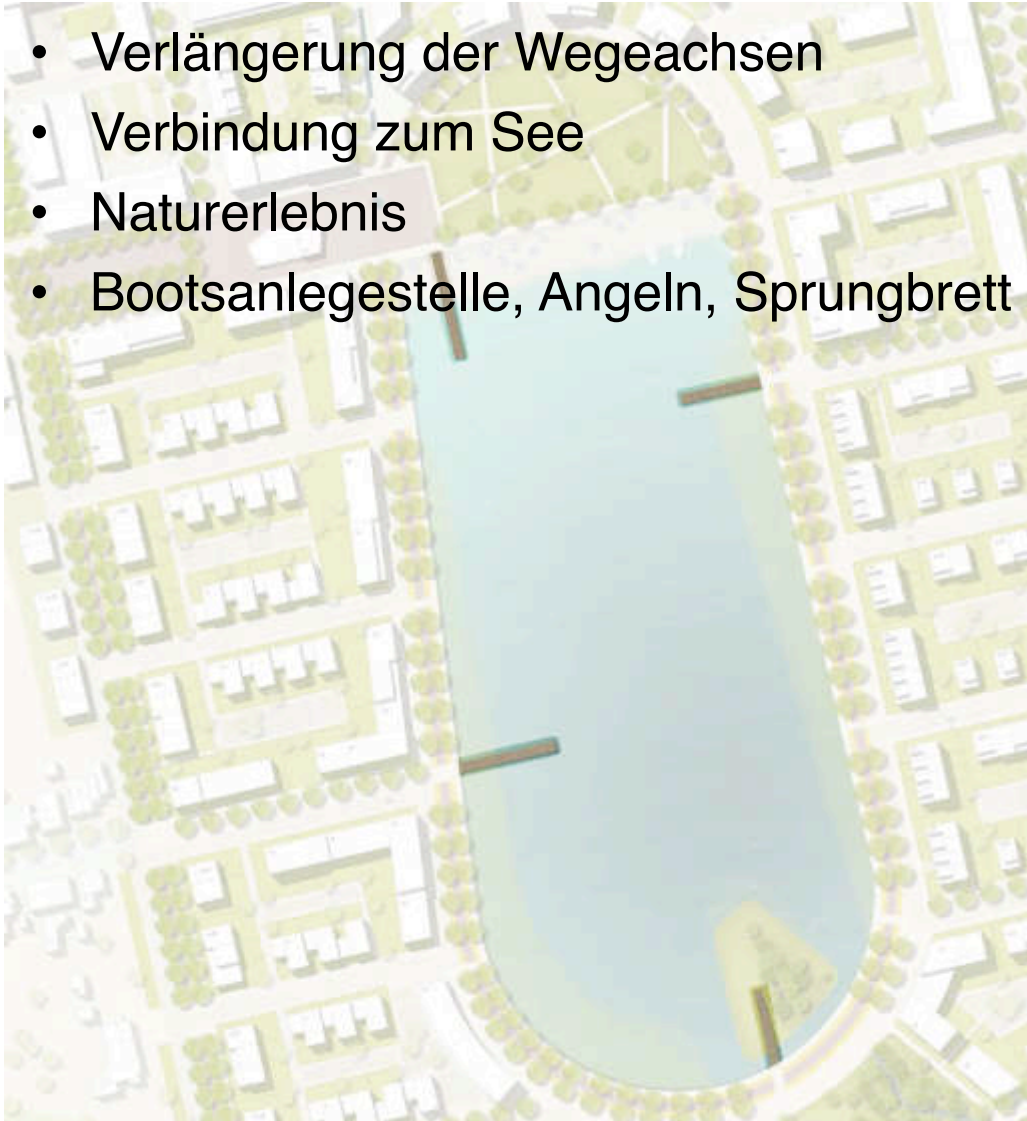 • Verlängerung der Wegeachsen
• Verbindung zum See
• Naturerlebnis
• Bootsanlegestelle, Angeln, Sprungbrett